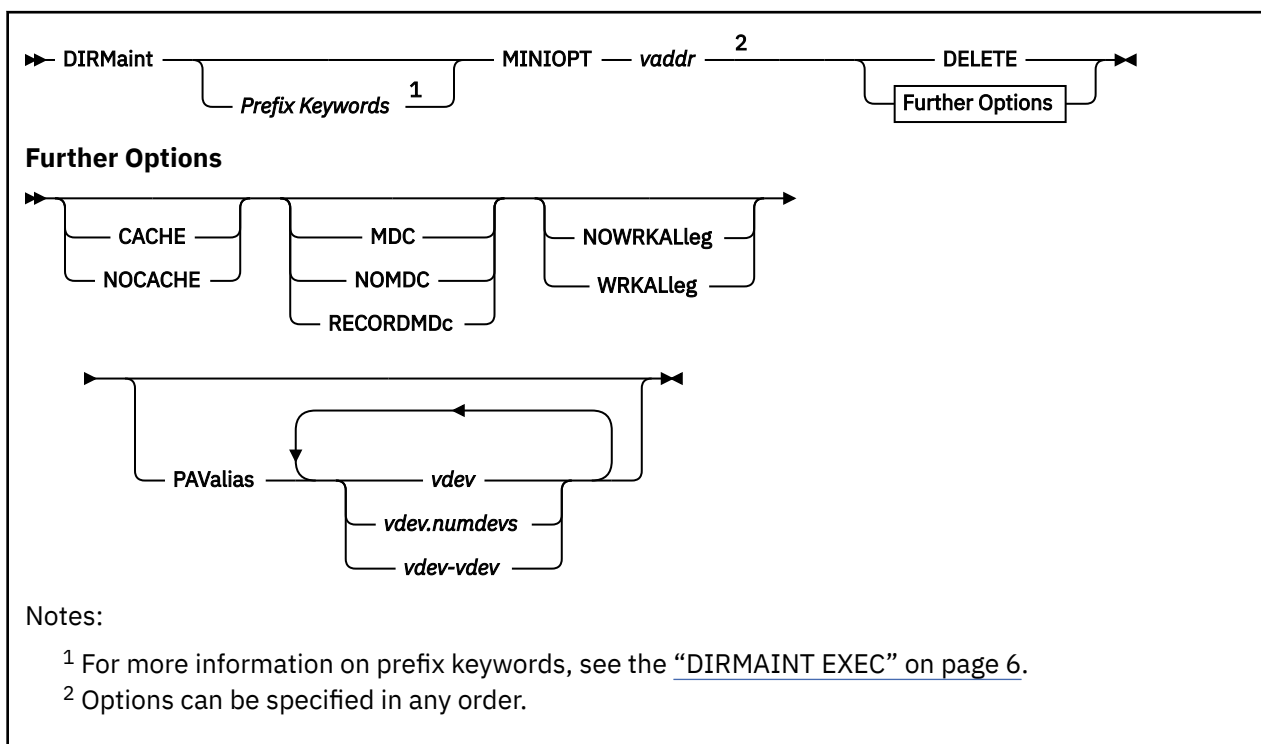 DIRMaint MINIOPT vaddr 2 DELETE
Prefix Keywords 1 Further Options
Further Options
CACHE MDC NOWRKALleg
NOCACHE NOMDC WRKALleg
RECORDMDc
PAValias vdev
vdev.numdevs
vdev-vdev
Notes:
1 For more information on prefix keywords, see the “DIRMAINT EXEC” on page 6.
2 Options can be specified in any order.